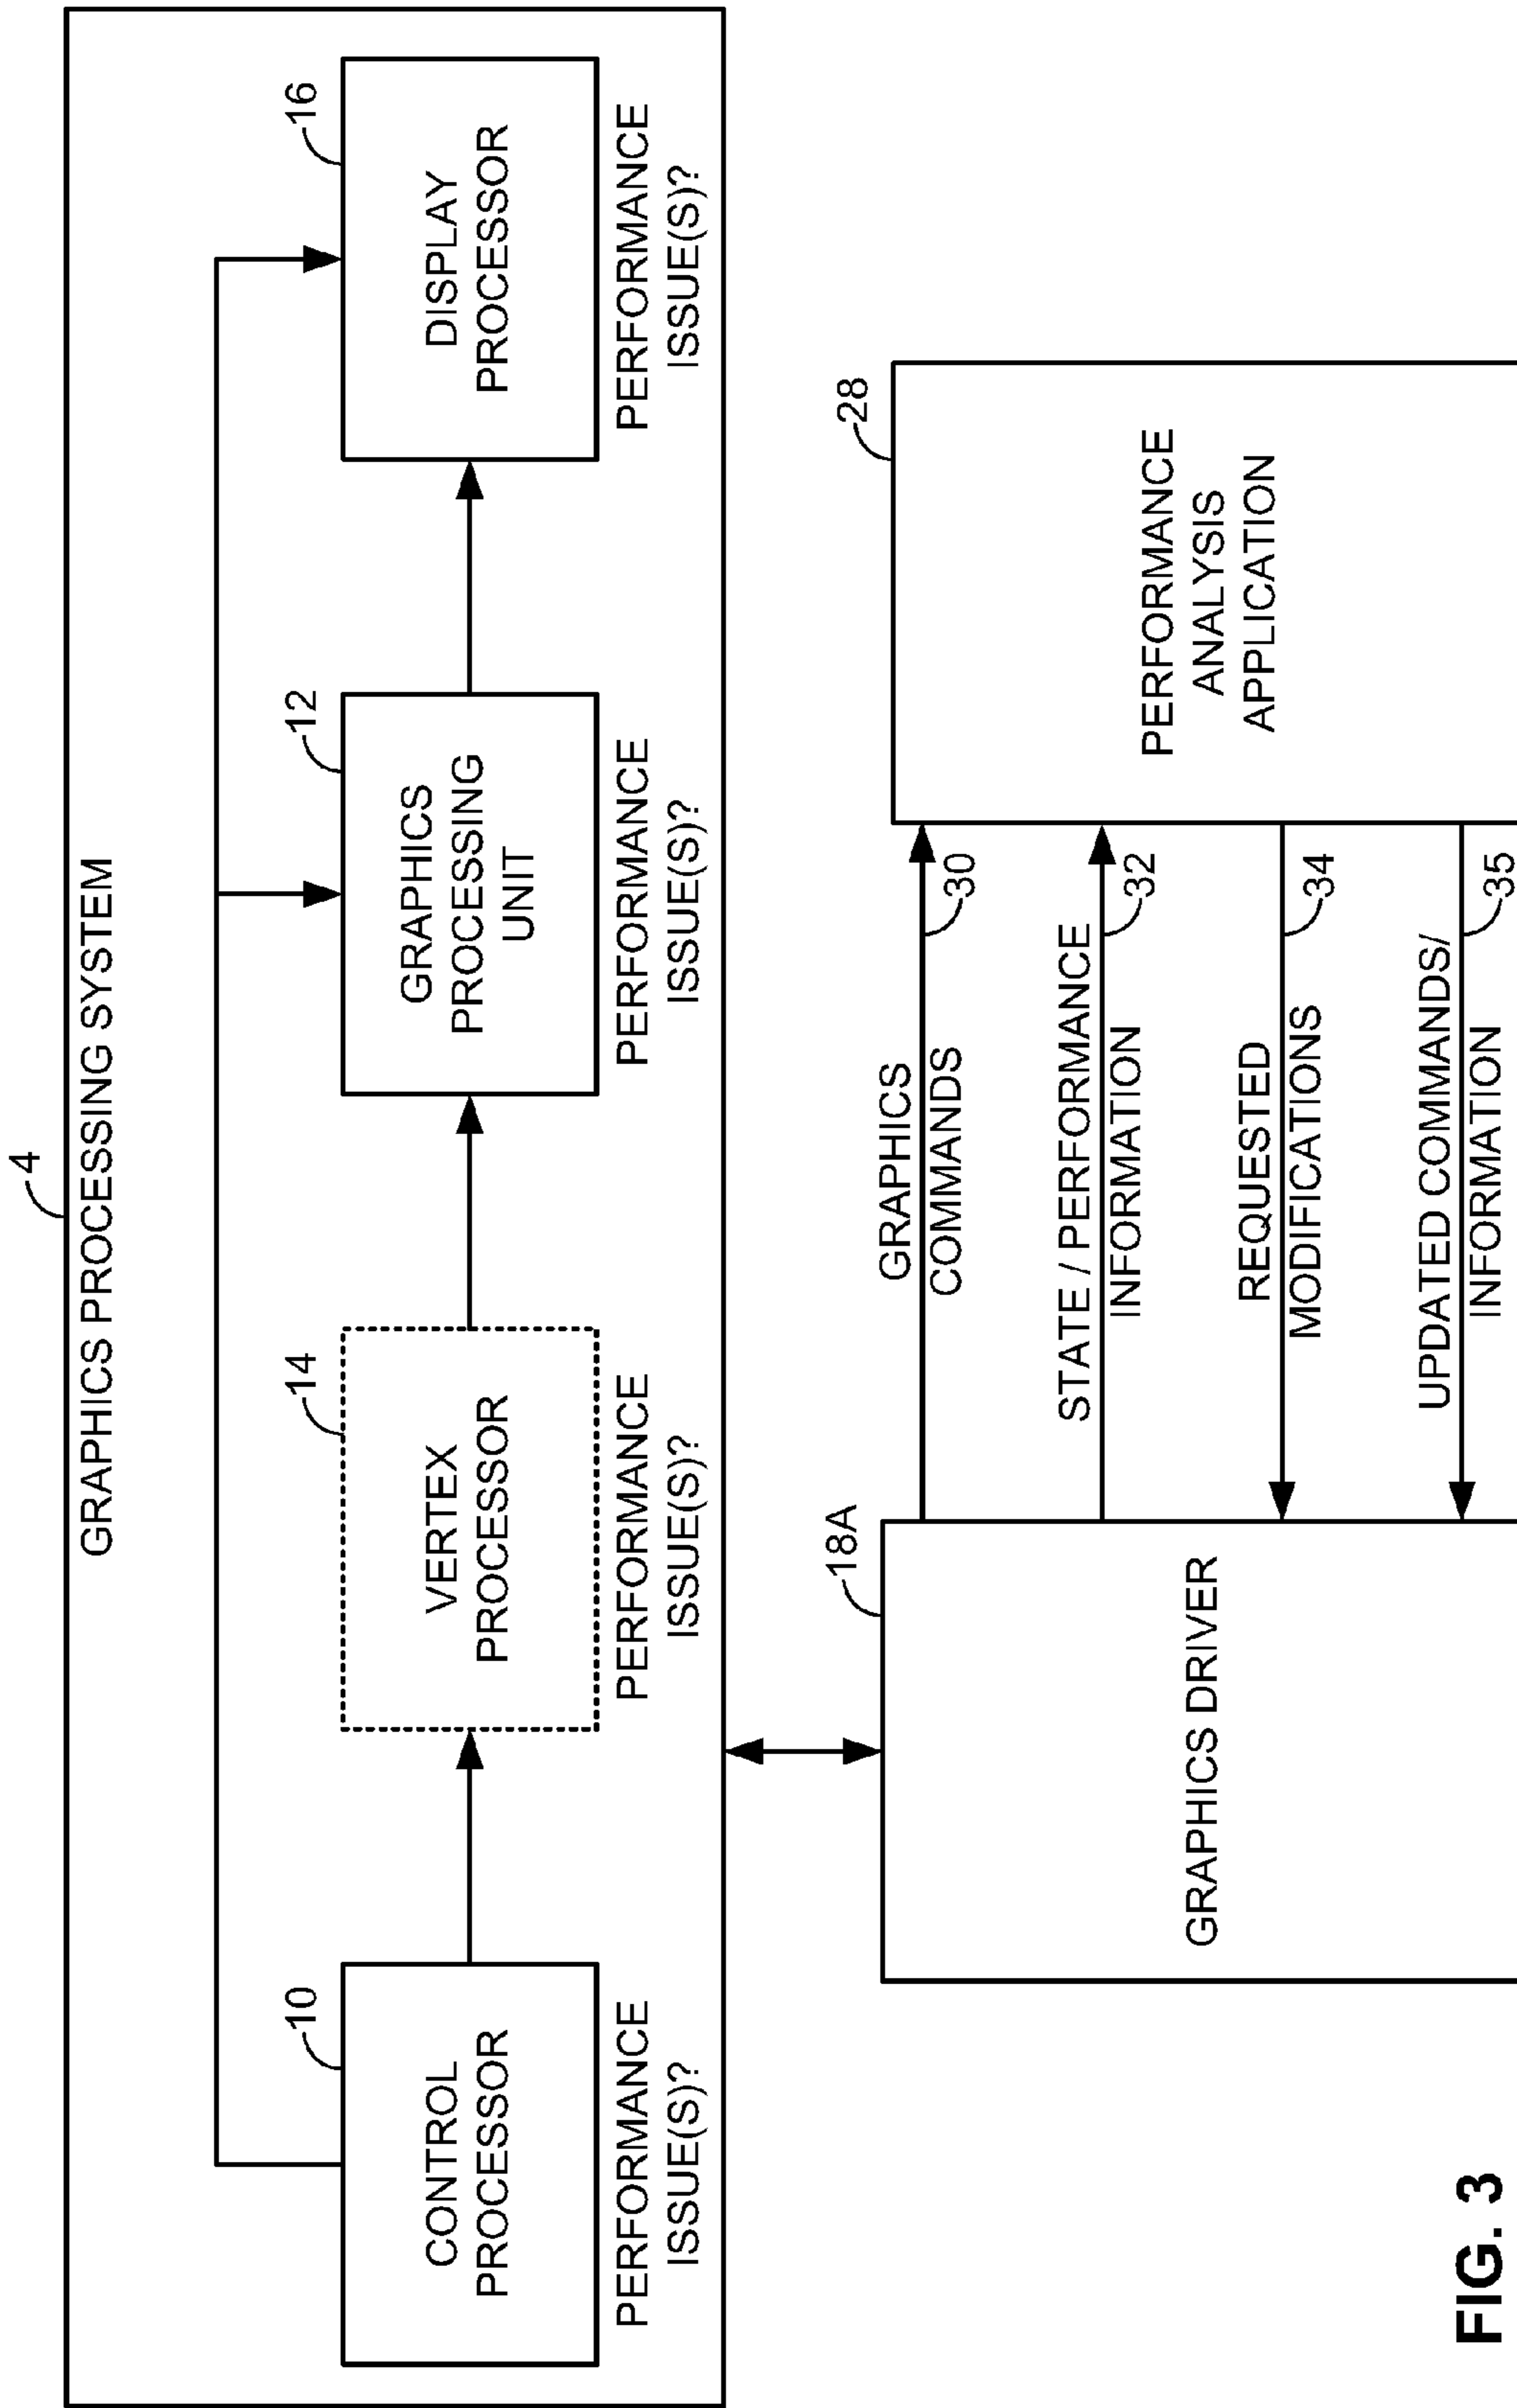 4
GRAPHICS PROCESSING SYSTEM
10
CONTROL
PROCESSOR
PERFORMANCE
ISSUE(S)?
14
VERTEX
PROCESSOR
PERFORMANCE
ISSUE(S)?
12
GRAPHICS
PROCESSING
UNIT
PERFORMANCE
ISSUE(S)?
16
DISPLAY
PROCESSOR
PERFORMANCE
ISSUE(S)?
18A
GRAPHICS DRIVER
GRAPHICS
COMMANDS
30
STATE / PERFORMANCE
INFORMATION
32
REQUESTED
MODIFICATIONS
34
UPDATED COMMANDS/
INFORMATION
35
28
PERFORMANCE
ANALYSIS
APPLICATION
FIG. 3